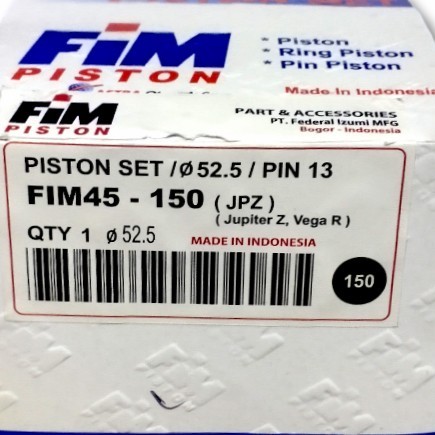 FIM
PISTON
* Piston
* Ring Piston
* Pin Piston
Made In Indonesia
FIM
PISTON
PART & ACCESSORIES
PT. Federal Izumi MFG
Bogor - Indonesia
PISTON SET /Ø 52.5 / PIN 13
FIM45 - 150 ( JPZ )
( Jupiter Z, Vega R )
QTY 1 Ø 52.5
MADE IN INDONESIA
150